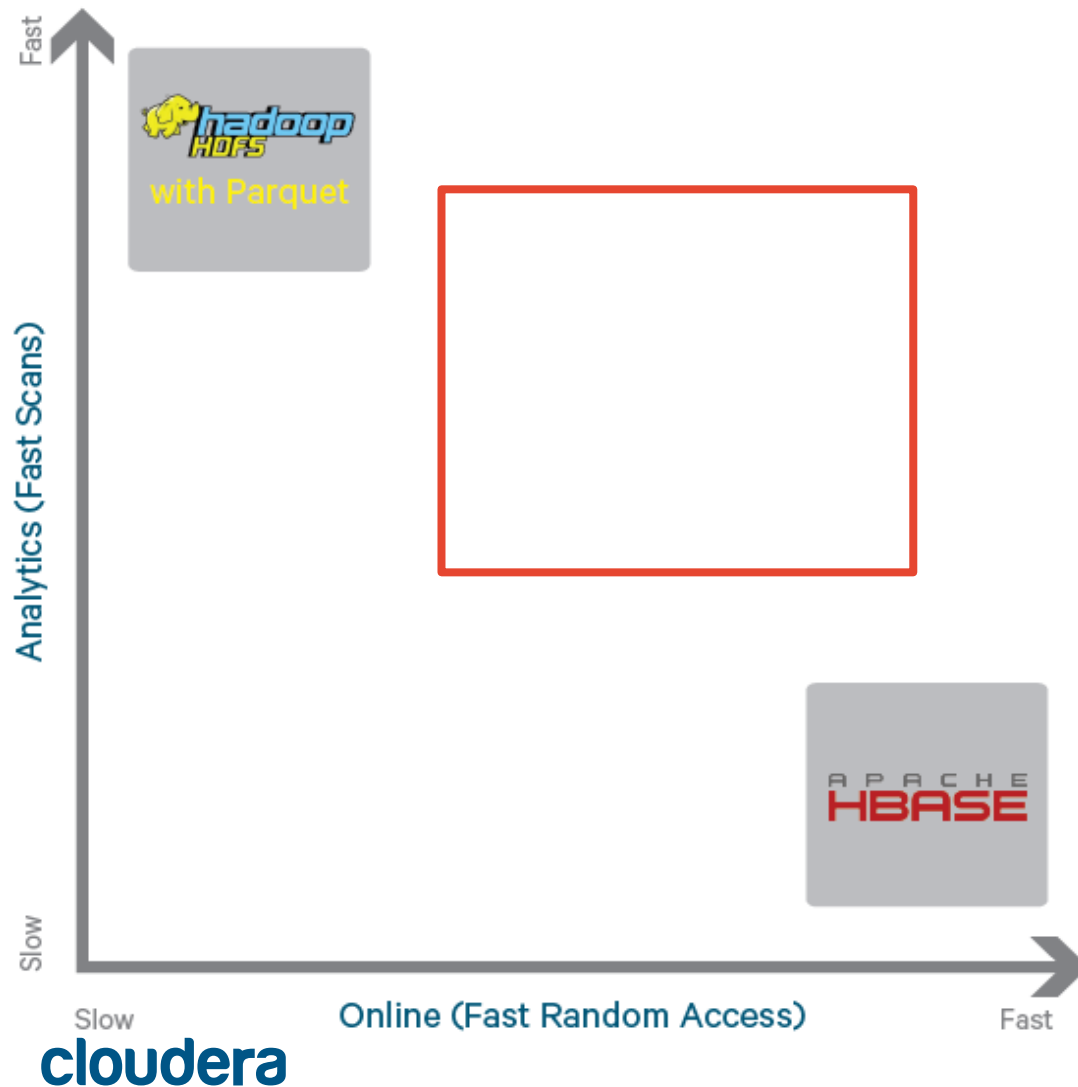 Fast
hadoop
HDFS
with Parquet
Analytics (Fast Scans)
APACHE
HBASE
Slow
Slow
Online (Fast Random Access)
Fast
cloudera